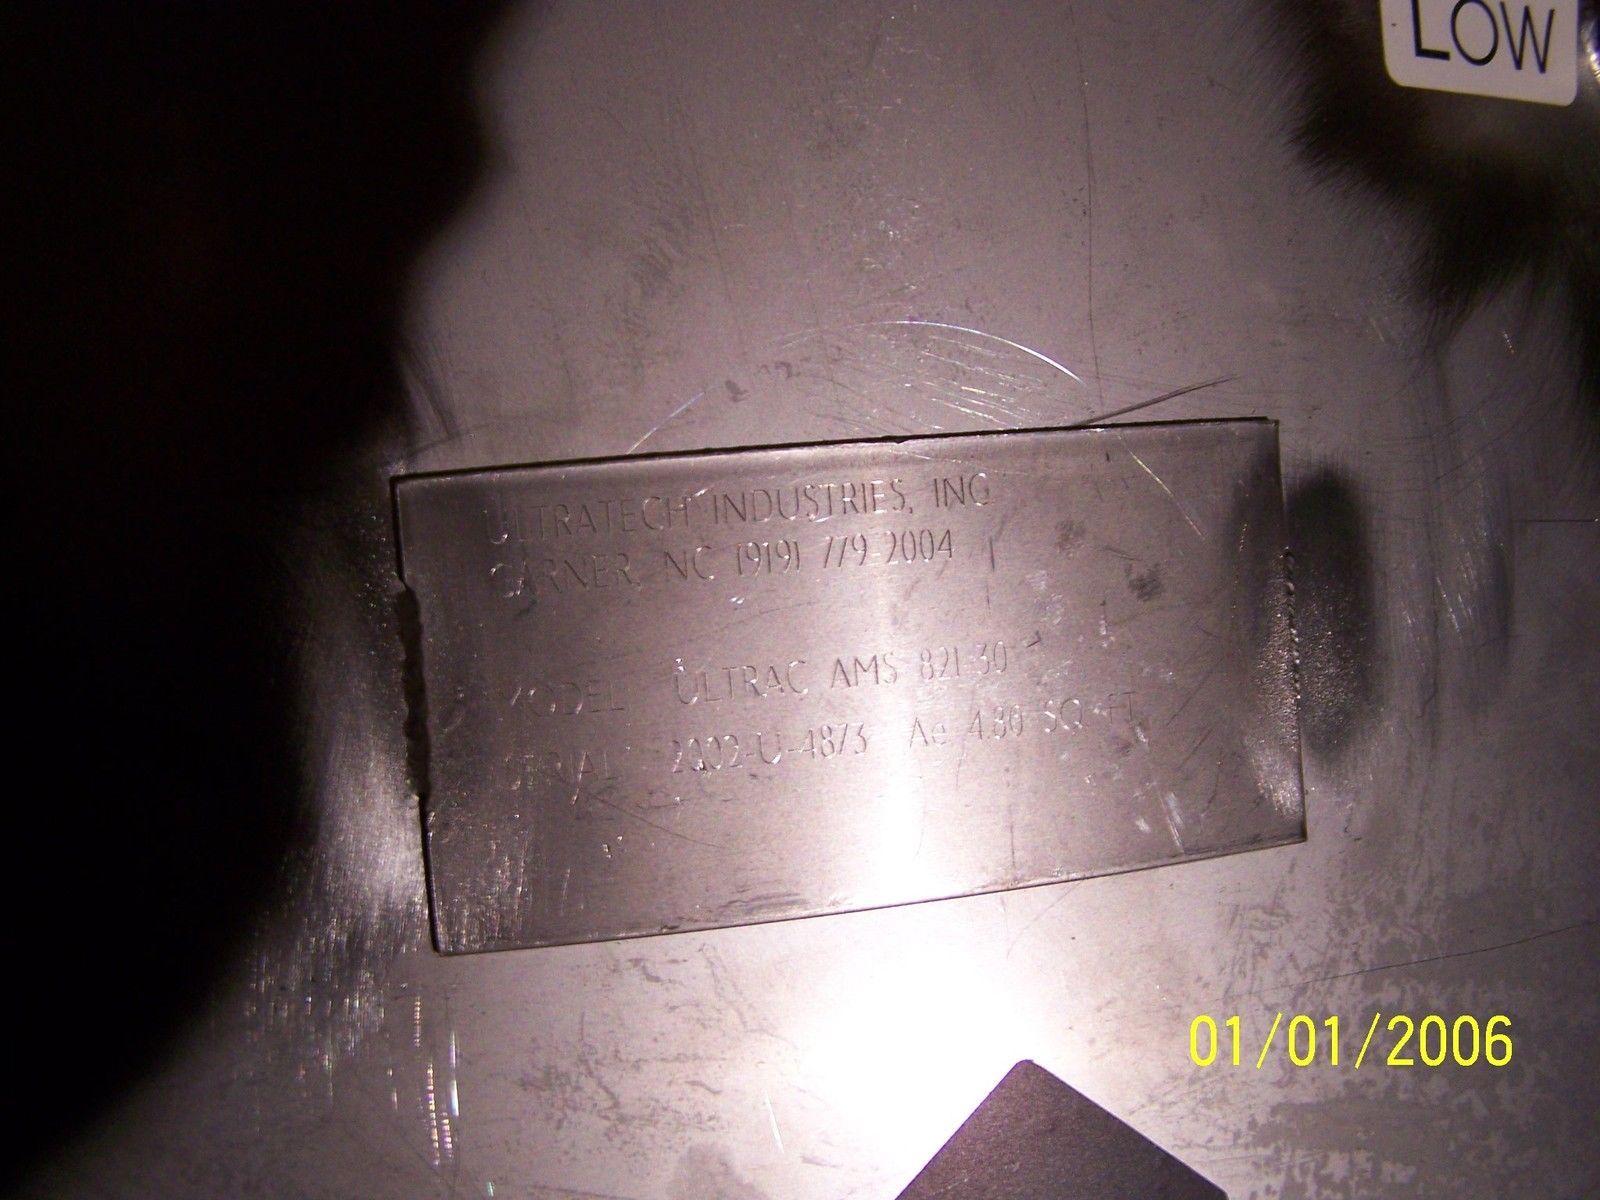 LOW
ULTRATECH INDUSTRIES, INC
GARNER, NC (919) 779-2004
MODEL ULTRAC AMS 821-30
SERIAL 2002-U-4873 Ae 4.80 SQ FT
01/01/2006